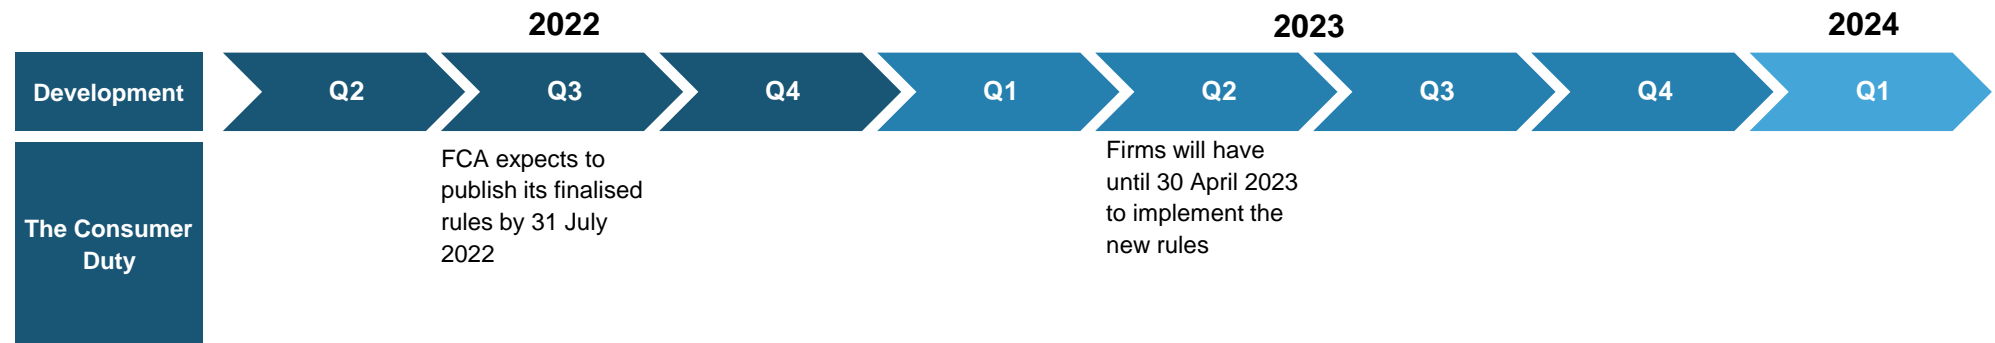 2022
2023
2024
Development
Q2
Q3
Q4
Q1
Q2
Q3
Q4
Q1
The Consumer
Duty
FCA expects to
publish its finalised
rules by 31 July
2022
Firms will have
until 30 April 2023
to implement the
new rules